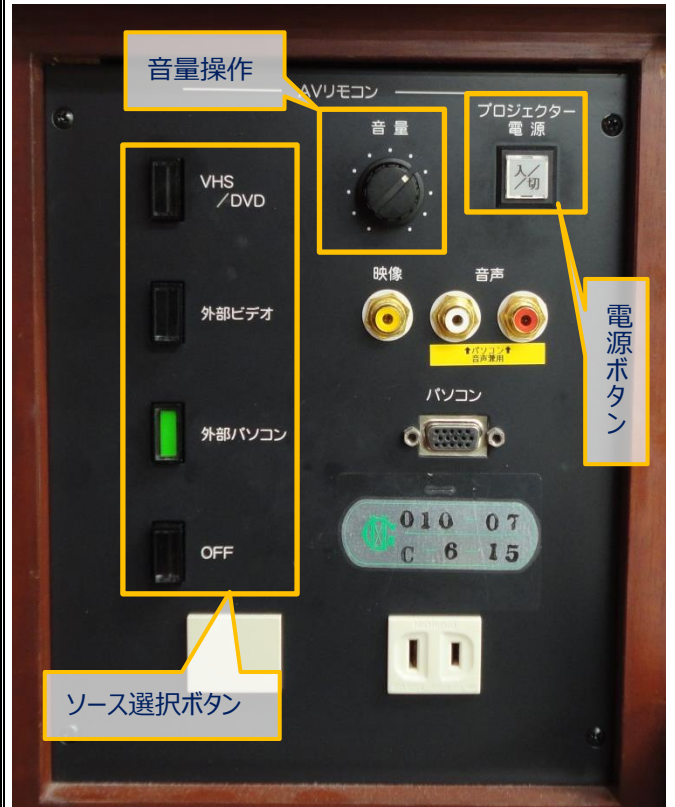 音量操作
AVリモコン
音 量
プロジェクター
電 源
入/切
VHS
/DVD
映像
音声
外部ビデオ
⬆パソコン⬆
音声兼用
電源ボタン
パソコン
外部パソコン
010 07
C 6 15
OFF
ソース選択ボタン